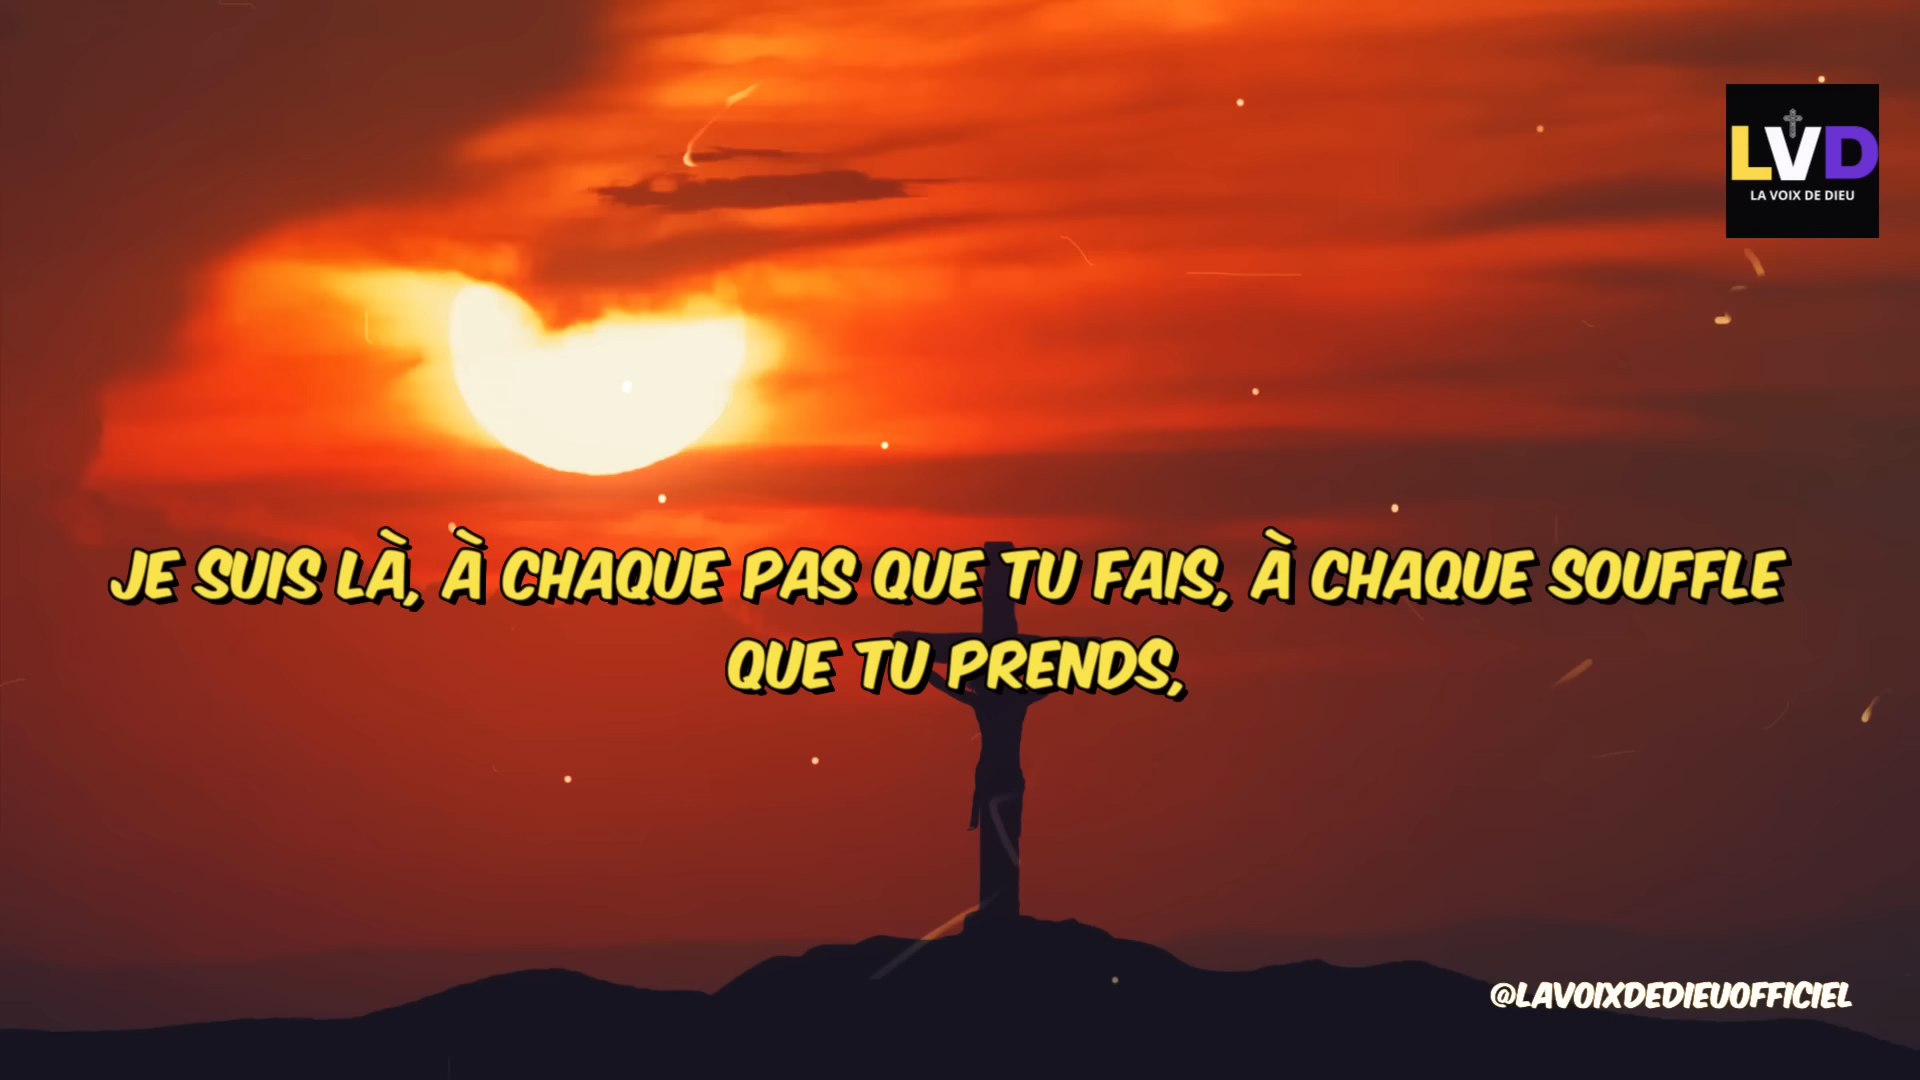 LVD
LA VOIX DE DIEU
JE SUIS LÀ, À CHAQUE PAS QUE TU FAIS, À CHAQUE SOUFFLE
QUE TU PRENDS,
@LAVOIXDEDIEUOFFICIEL